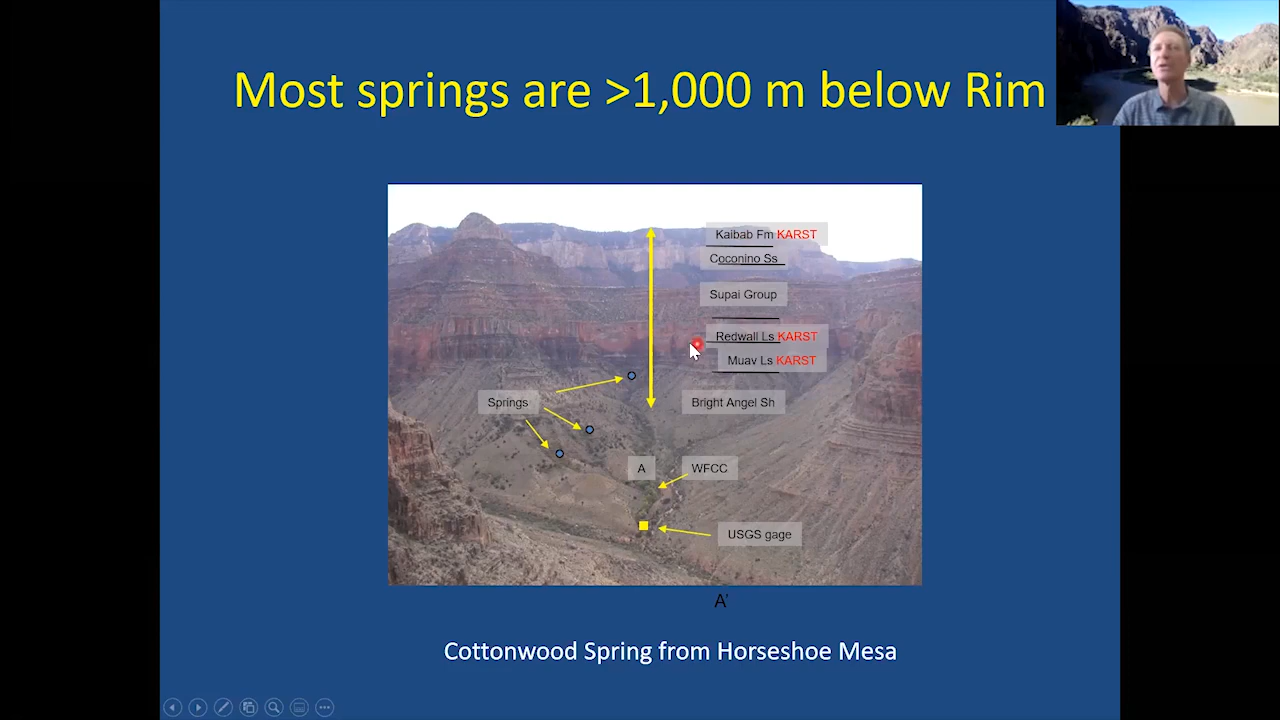 Most springs are >1,000 m below Rim
Kaibab Fm KARST
Coconino Ss
Supai Group
Redwall Ls KARST
Muav Ls KARST
Springs
Bright Angel Sh
A
WFCC
USGS gage
A'
Cottonwood Spring from Horseshoe Mesa